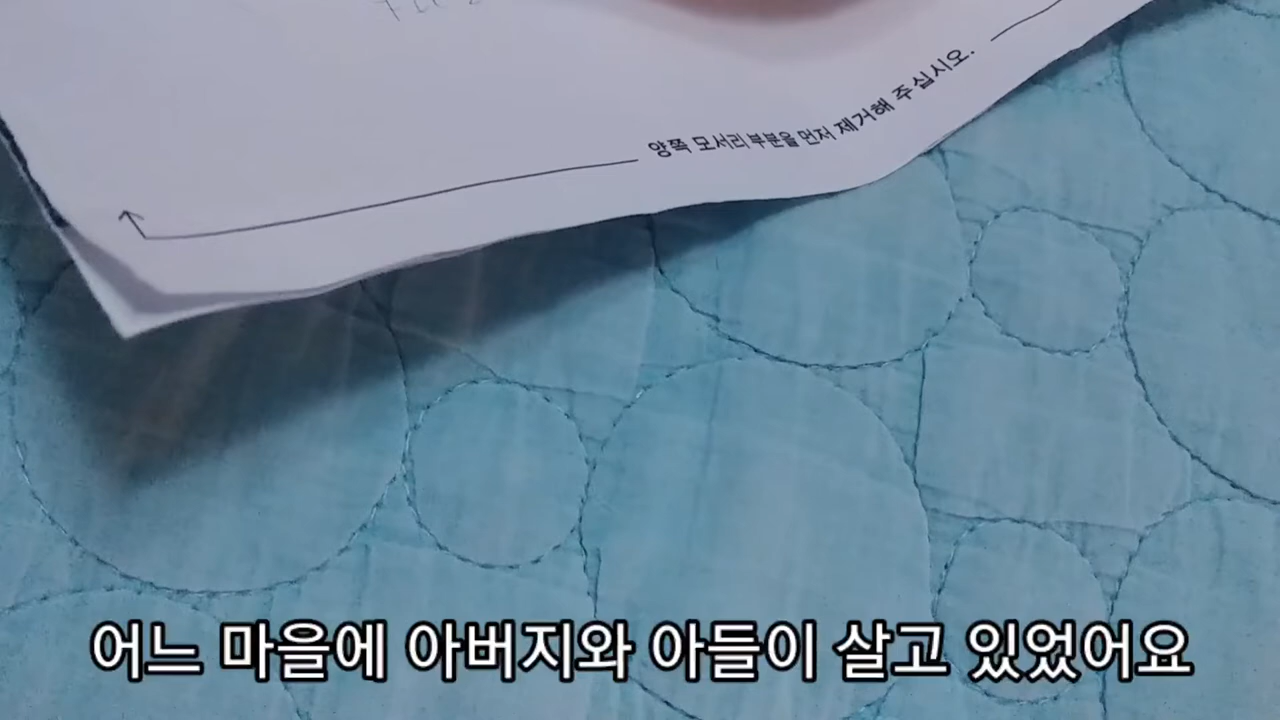 양쪽 모서리 부분을 먼저 제거해 주십시오.
어느 마을에 아버지와 아들이 살고 있었어요